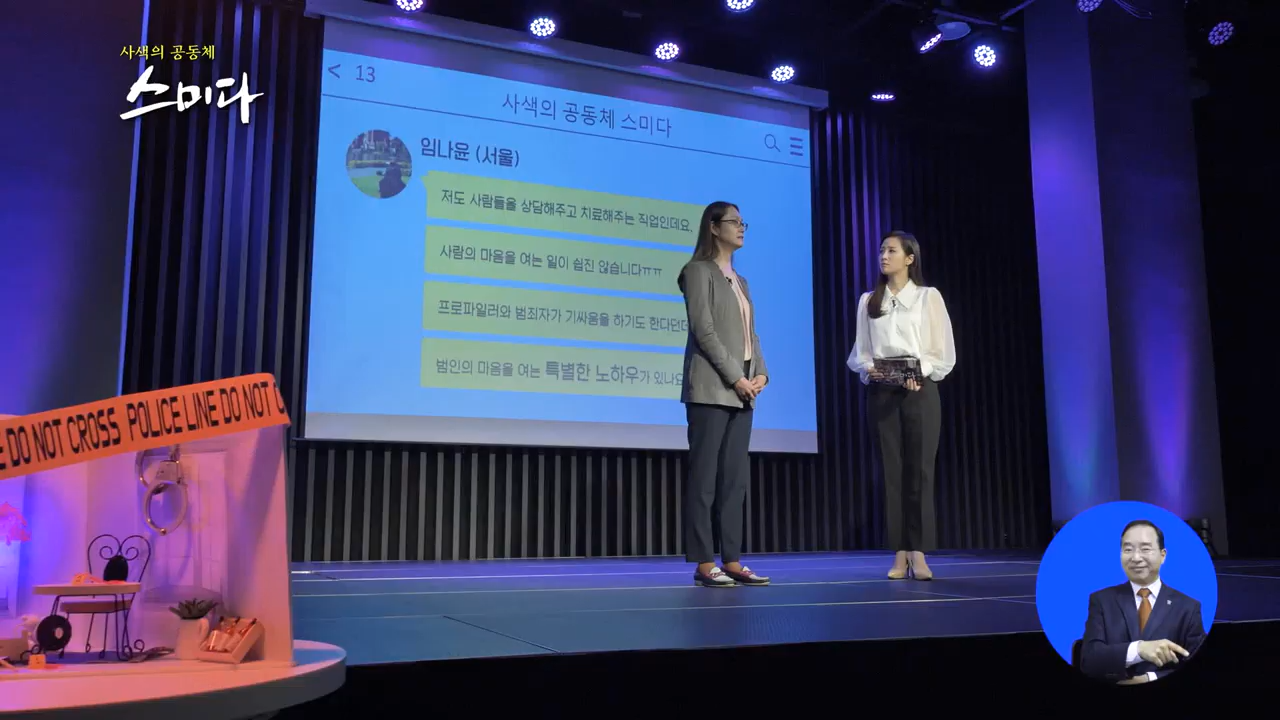 사색의 공동체
스미다
< 13
사색의 공동체 스미다
임나윤 (서울)
저도 사람들을 상담해주고 치료해주는 직업인데요,
사람의 마음을 여는 일이 쉽진 않습니다ㅠㅠ
프로파일러와 범죄자가 기싸움을 하기도 한다던데
범인의 마음을 여는 특별한 노하우가 있나요
DO NOT CROSS POLICE LINE DO NOT C